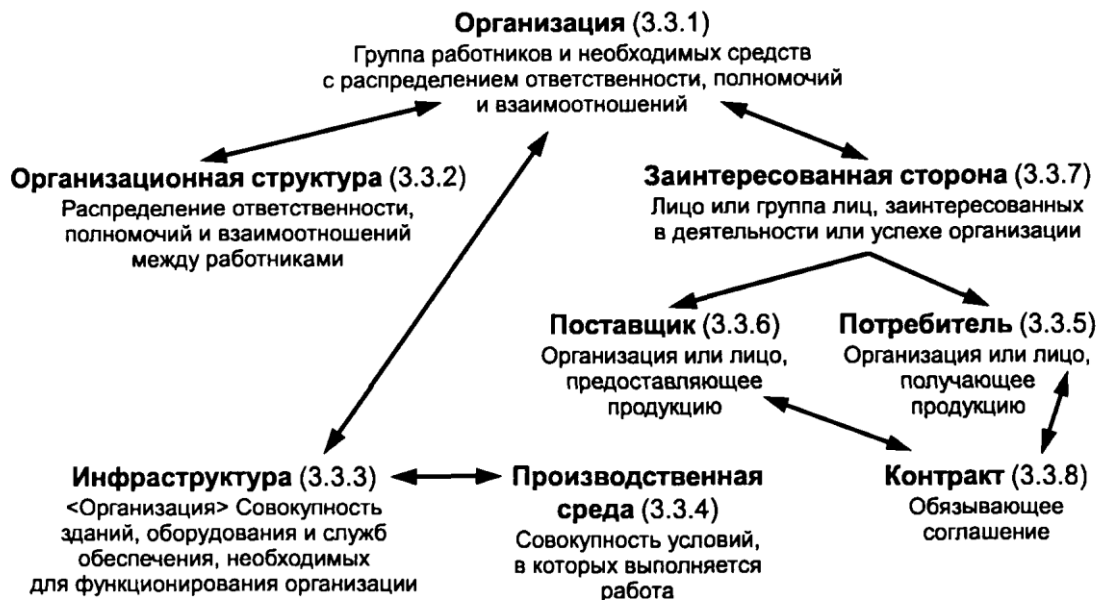 Организация (3.3.1)
Группа работников и необходимых средств
с распределением ответственности, полномочий
и взаимоотношений
Организационная структура (3.3.2)
Распределение ответственности,
полномочий и взаимоотношений
между работниками
Заинтересованная сторона (3.3.7)
Лицо или группа лиц, заинтересованных
в деятельности или успехе организации
Поставщик (3.3.6)
Организация или лицо,
предоставляющее
продукцию
Потребитель (3.3.5)
Организация или лицо,
получающее
продукцию
Инфраструктура (3.3.3)
<Организация> Совокупность
зданий, оборудования и служб
обеспечения, необходимых
для функционирования организации
Производственная
среда (3.3.4)
Совокупность условий,
в которых выполняется
работа
Контракт (3.3.8)
Обязывающее
соглашение